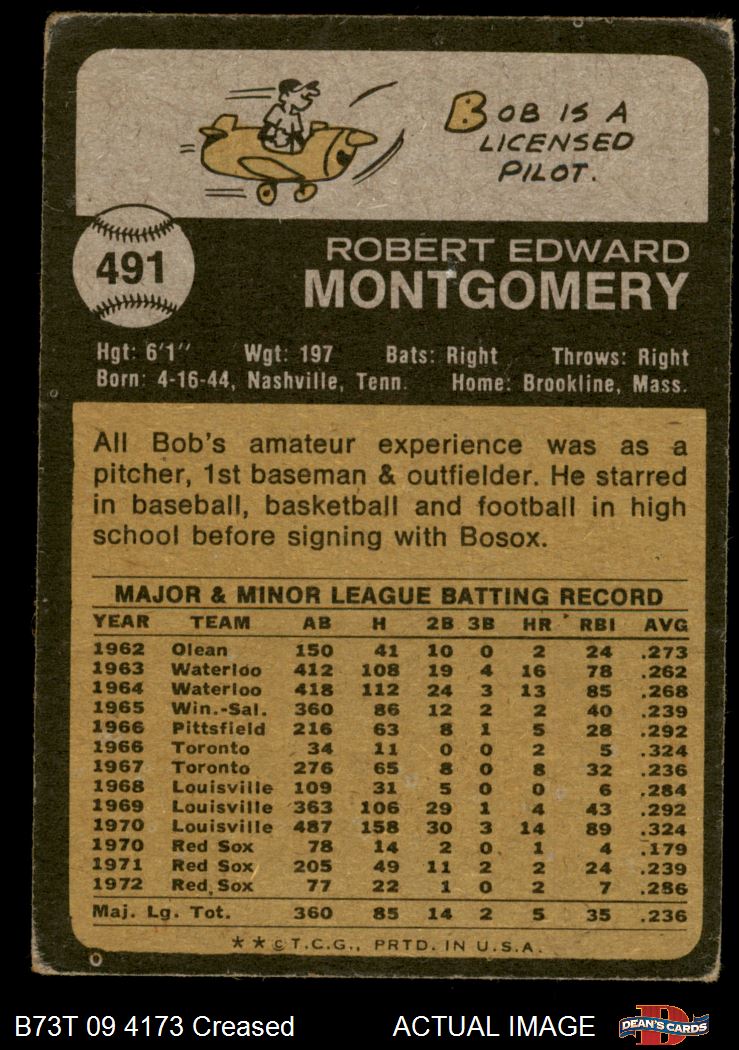 BOB IS A
LICENSED
PILOT.
491
ROBERT EDWARD
MONTGOMERY
Hgt: 6'1" Wgt: 197 Bats: Right Throws: Right
Born: 4-16-44, Nashville, Tenn. Home: Brookline, Mass.
All Bob's amateur experience was as a
pitcher, 1st baseman & outfielder. He starred
in baseball, basketball and football in high
school before signing with Bosox.
MAJOR & MINOR LEAGUE BATTING RECORD
YEAR TEAM AB H 2B 3B HR RBI AVG
1962 Olean 150 41 10 0 2 24 .273
1963 Waterloo 412 108 19 4 16 78 .262
1964 Waterloo 418 112 24 3 13 85 .268
1965 Win.-Sal. 360 86 12 2 2 40 .239
1966 Pittsfield 216 63 8 1 5 28 .292
1966 Toronto 34 11 0 0 2 5 .324
1967 Toronto 276 65 8 0 8 32 .236
1968 Louisville 109 31 5 0 0 6 .284
1969 Louisville 363 106 29 1 4 43 .292
1970 Louisville 487 158 30 3 14 89 .324
1970 Red Sox 78 14 2 0 1 4 .179
1971 Red Sox 205 49 11 2 2 24 .239
1972 Red Sox 77 22 1 0 2 7 .286
Maj. Lg. Tot. 360 85 14 2 5 35 .236
**©T.C.G., PRTD. IN U.S.A.
B73T 09 4173 Creased ACTUAL IMAGE
D
DEAN'S CARDS